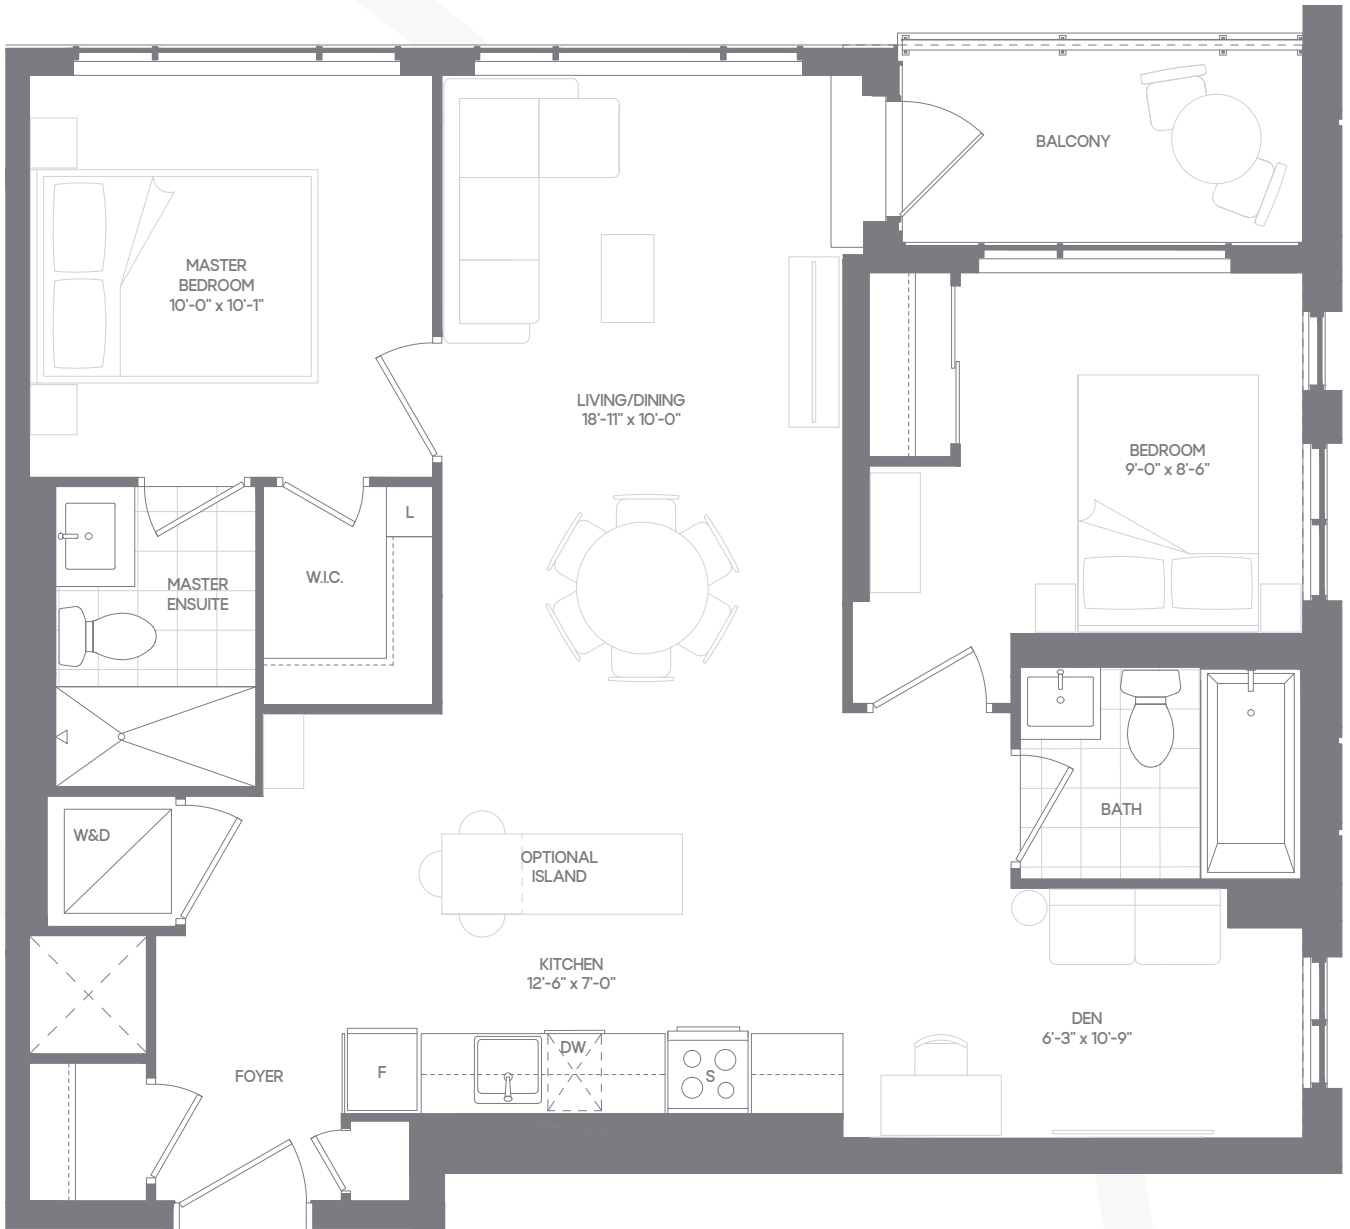 BALCONY
MASTER
BEDROOM
10'-0" x 10'-1"
LIVING/DINING
18'-11" x 10'-0"
BEDROOM
9'-0" x 8'-6"
L
W.I.C.
MASTER
ENSUITE
W&D
BATH
OPTIONAL
ISLAND
KITCHEN
12'-6" x 7'-0"
DEN
6'-3" x 10'-9"
FOYER
F
DW
S